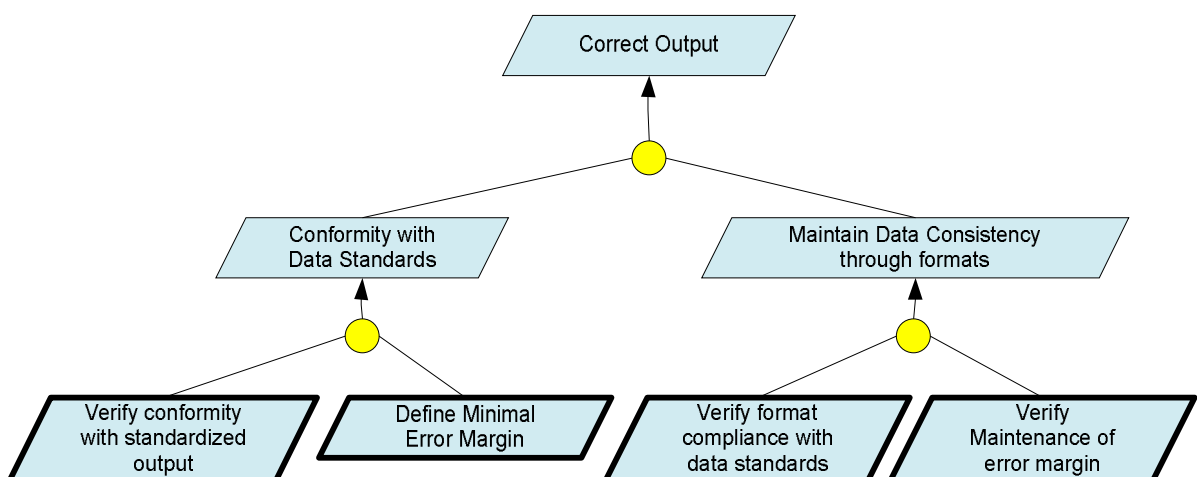 Correct Output
Conformity with
Data Standards
Maintain Data Consistency
through formats
Verify conformity
with standardized
output
Define Minimal
Error Margin
Verify format
compliance with
data standards
Verify
Maintenance of
error margin